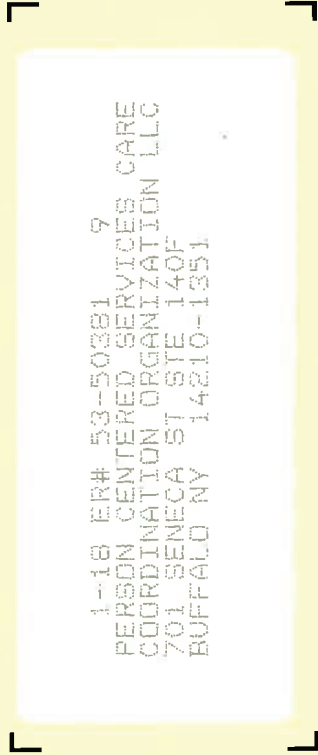 1-18 ER# 53-50381 9
PERSON CENTERED SERVICES CARE
COORDINATION ORGANIZATION LLC
701 SENECA ST STE 140F
BUFFALO NY 14210-1351